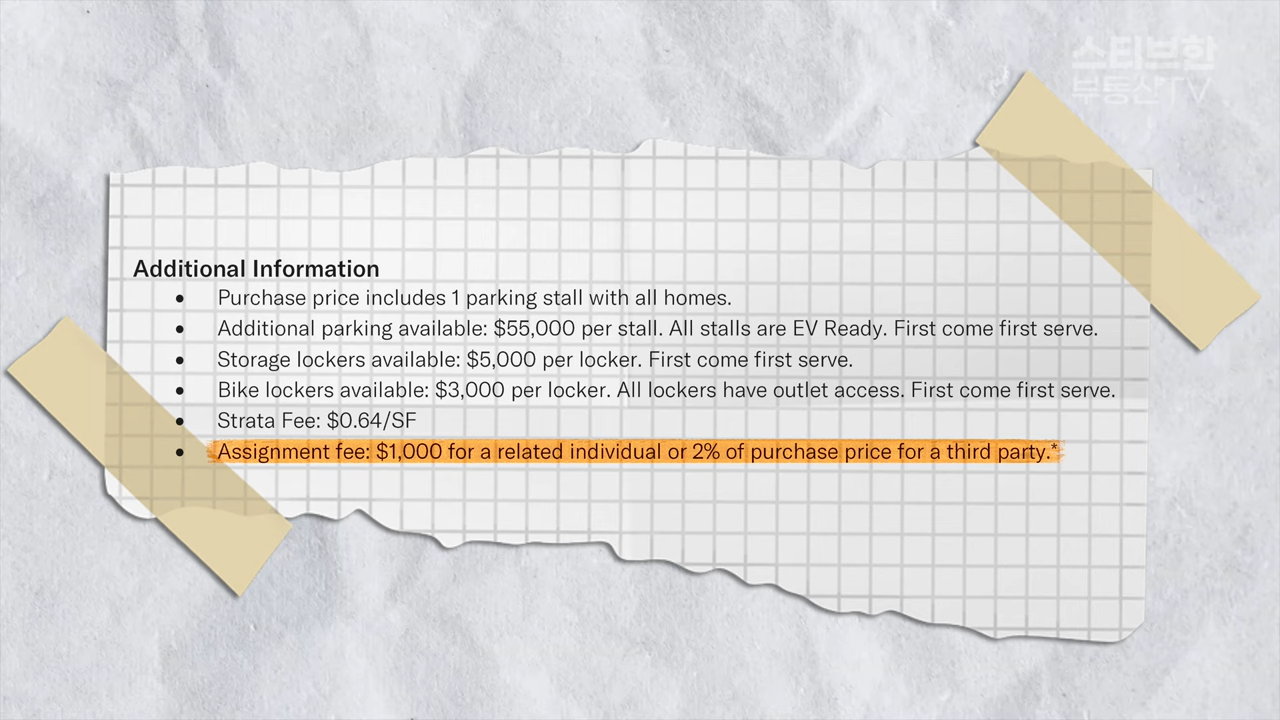 스티브한
부동산TV
Additional Information
• Purchase price includes 1 parking stall with all homes.
• Additional parking available: $55,000 per stall. All stalls are EV Ready. First come first serve.
• Storage lockers available: $5,000 per locker. First come first serve.
• Bike lockers available: $3,000 per locker. All lockers have outlet access. First come first serve.
• Strata Fee: $0.64/SF
• Assignment fee: $1,000 for a related individual or 2% of purchase price for a third party.*